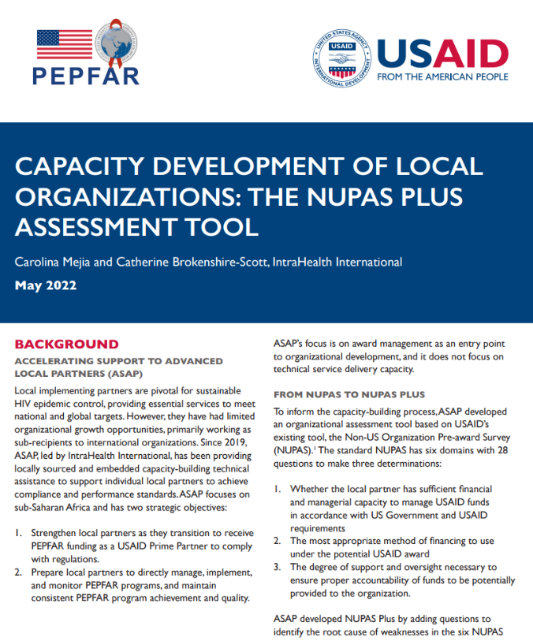 PEPFAR
UNITED STATES AGENCY
USAID
INTERNATIONAL DEVELOPMENT
USAID
FROM THE AMERICAN PEOPLE
CAPACITY DEVELOPMENT OF LOCAL
ORGANIZATIONS: THE NUPAS PLUS
ASSESSMENT TOOL
Carolina Mejia and Catherine Brokenshire-Scott, IntraHealth International
May 2022
BACKGROUND
ACCELERATING SUPPORT TO ADVANCED
LOCAL PARTNERS (ASAP)
Local implementing partners are pivotal for sustainable
HIV epidemic control, providing essential services to meet
national and global targets. However, they have had limited
organizational growth opportunities, primarily working as
sub-recipients to international organizations. Since 2019,
ASAP, led by IntraHealth International, has been providing
locally sourced and embedded capacity-building technical
assistance to support individual local partners to achieve
compliance and performance standards. ASAP focuses on
sub-Saharan Africa and has two strategic objectives:
1. Strengthen local partners as they transition to receive
PEPFAR funding as a USAID Prime Partner to comply
with regulations.
2. Prepare local partners to directly manage, implement,
and monitor PEPFAR programs, and maintain
consistent PEPFAR program achievement and quality.
ASAP's focus is on award management as an entry point
to organizational development, and it does not focus on
technical service delivery capacity.
FROM NUPAS TO NUPAS PLUS
To inform the capacity-building process, ASAP developed
an organizational assessment tool based on USAID's
existing tool, the Non-US Organization Pre-award Survey
(NUPAS).1 The standard NUPAS has six domains with 28
questions to make three determinations:
1. Whether the local partner has sufficient financial
and managerial capacity to manage USAID funds
in accordance with US Government and USAID
requirements
2. The most appropriate method of financing to use
under the potential USAID award
3. The degree of support and oversight necessary to
ensure proper accountability of funds to be potentially
provided to the organization.
ASAP developed NUPAS Plus by adding questions to
identify the root cause of weaknesses in the six NUPAS